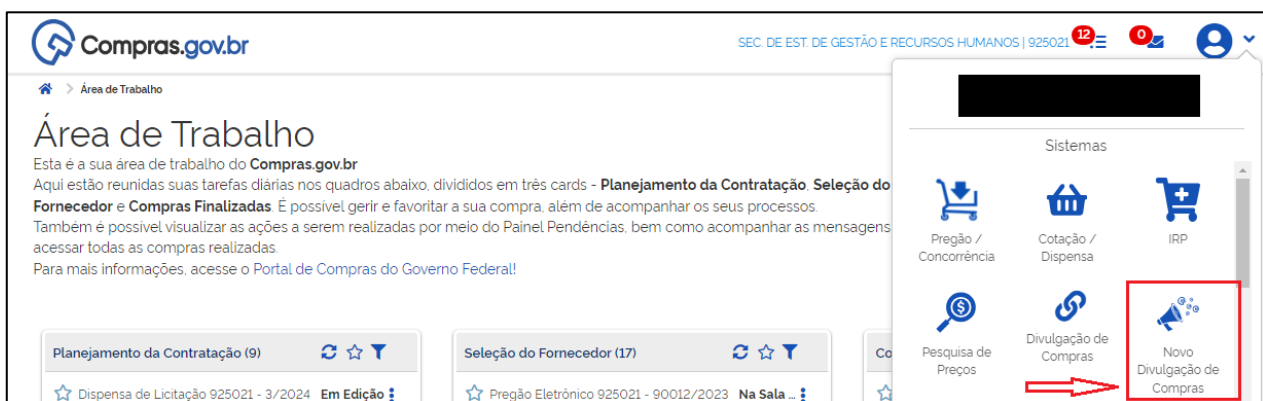 Compras.gov.br
SEC. DE EST. DE GESTÃO E RECURSOS HUMANOS | 925021 12 0
Área de Trabalho
Área de Trabalho
Esta é a sua área de trabalho do Compras.gov.br
Aqui estão reunidas suas tarefas diárias nos quadros abaixo, divididos em três cards - Planejamento da Contratação, Seleção do
Fornecedor e Compras Finalizadas. É possível gerir e favoritar a sua compra, além de acompanhar os seus processos.
Também é possível visualizar as ações a serem realizadas por meio do Painel Pendências, bem como acompanhar as mensagens
acessar todas as compras realizadas.
Para mais informações, acesse o Portal de Compras do Governo Federal!
Planejamento da Contratação (9)
Dispensa de Licitação 925021 - 3/2024 Em Edição
Seleção do Fornecedor (17)
Pregão Eletrônico 925021 - 90012/2023 Na Sala ...
Co
Sistemas
Pregão /
Concorrência
Cotação /
Dispensa
IRP
Pesquisa de
Preços
Divulgação de
Compras
Novo
Divulgação de
Compras